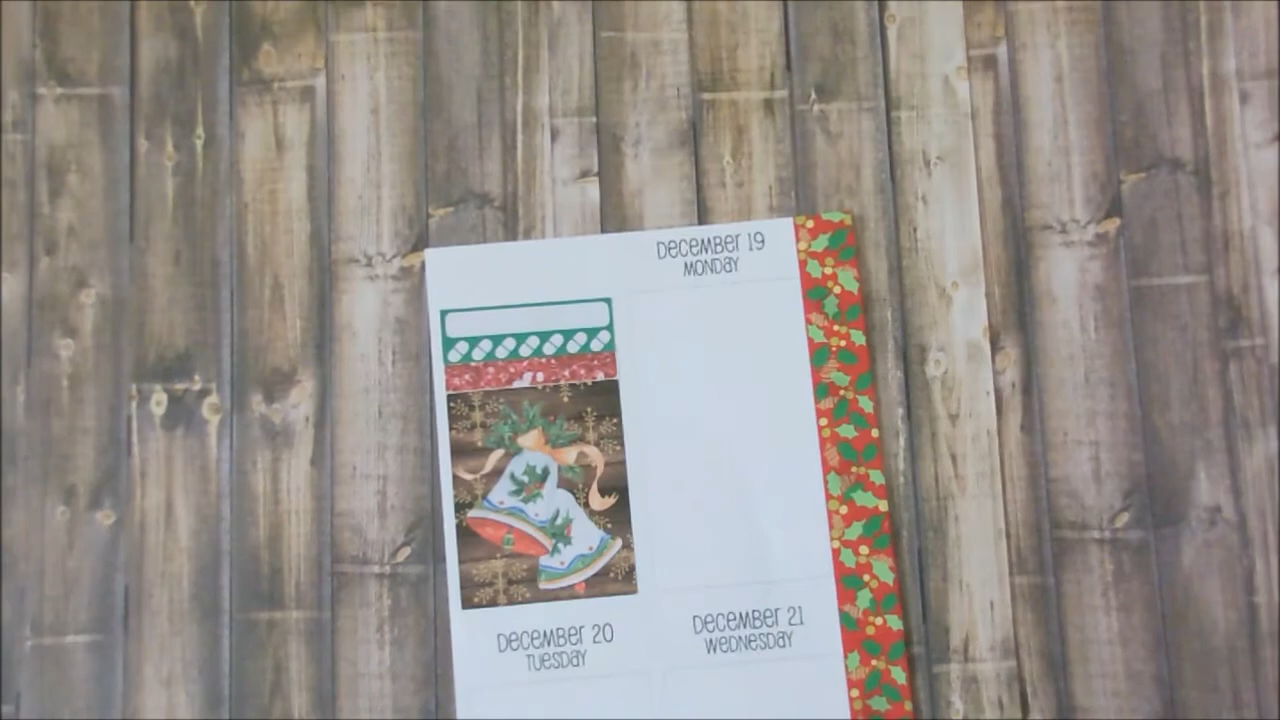 DECEMBER 19
MONDAY
DECEMBER 20
TUESDAY
DECEMBER 21
WEDNESDAY